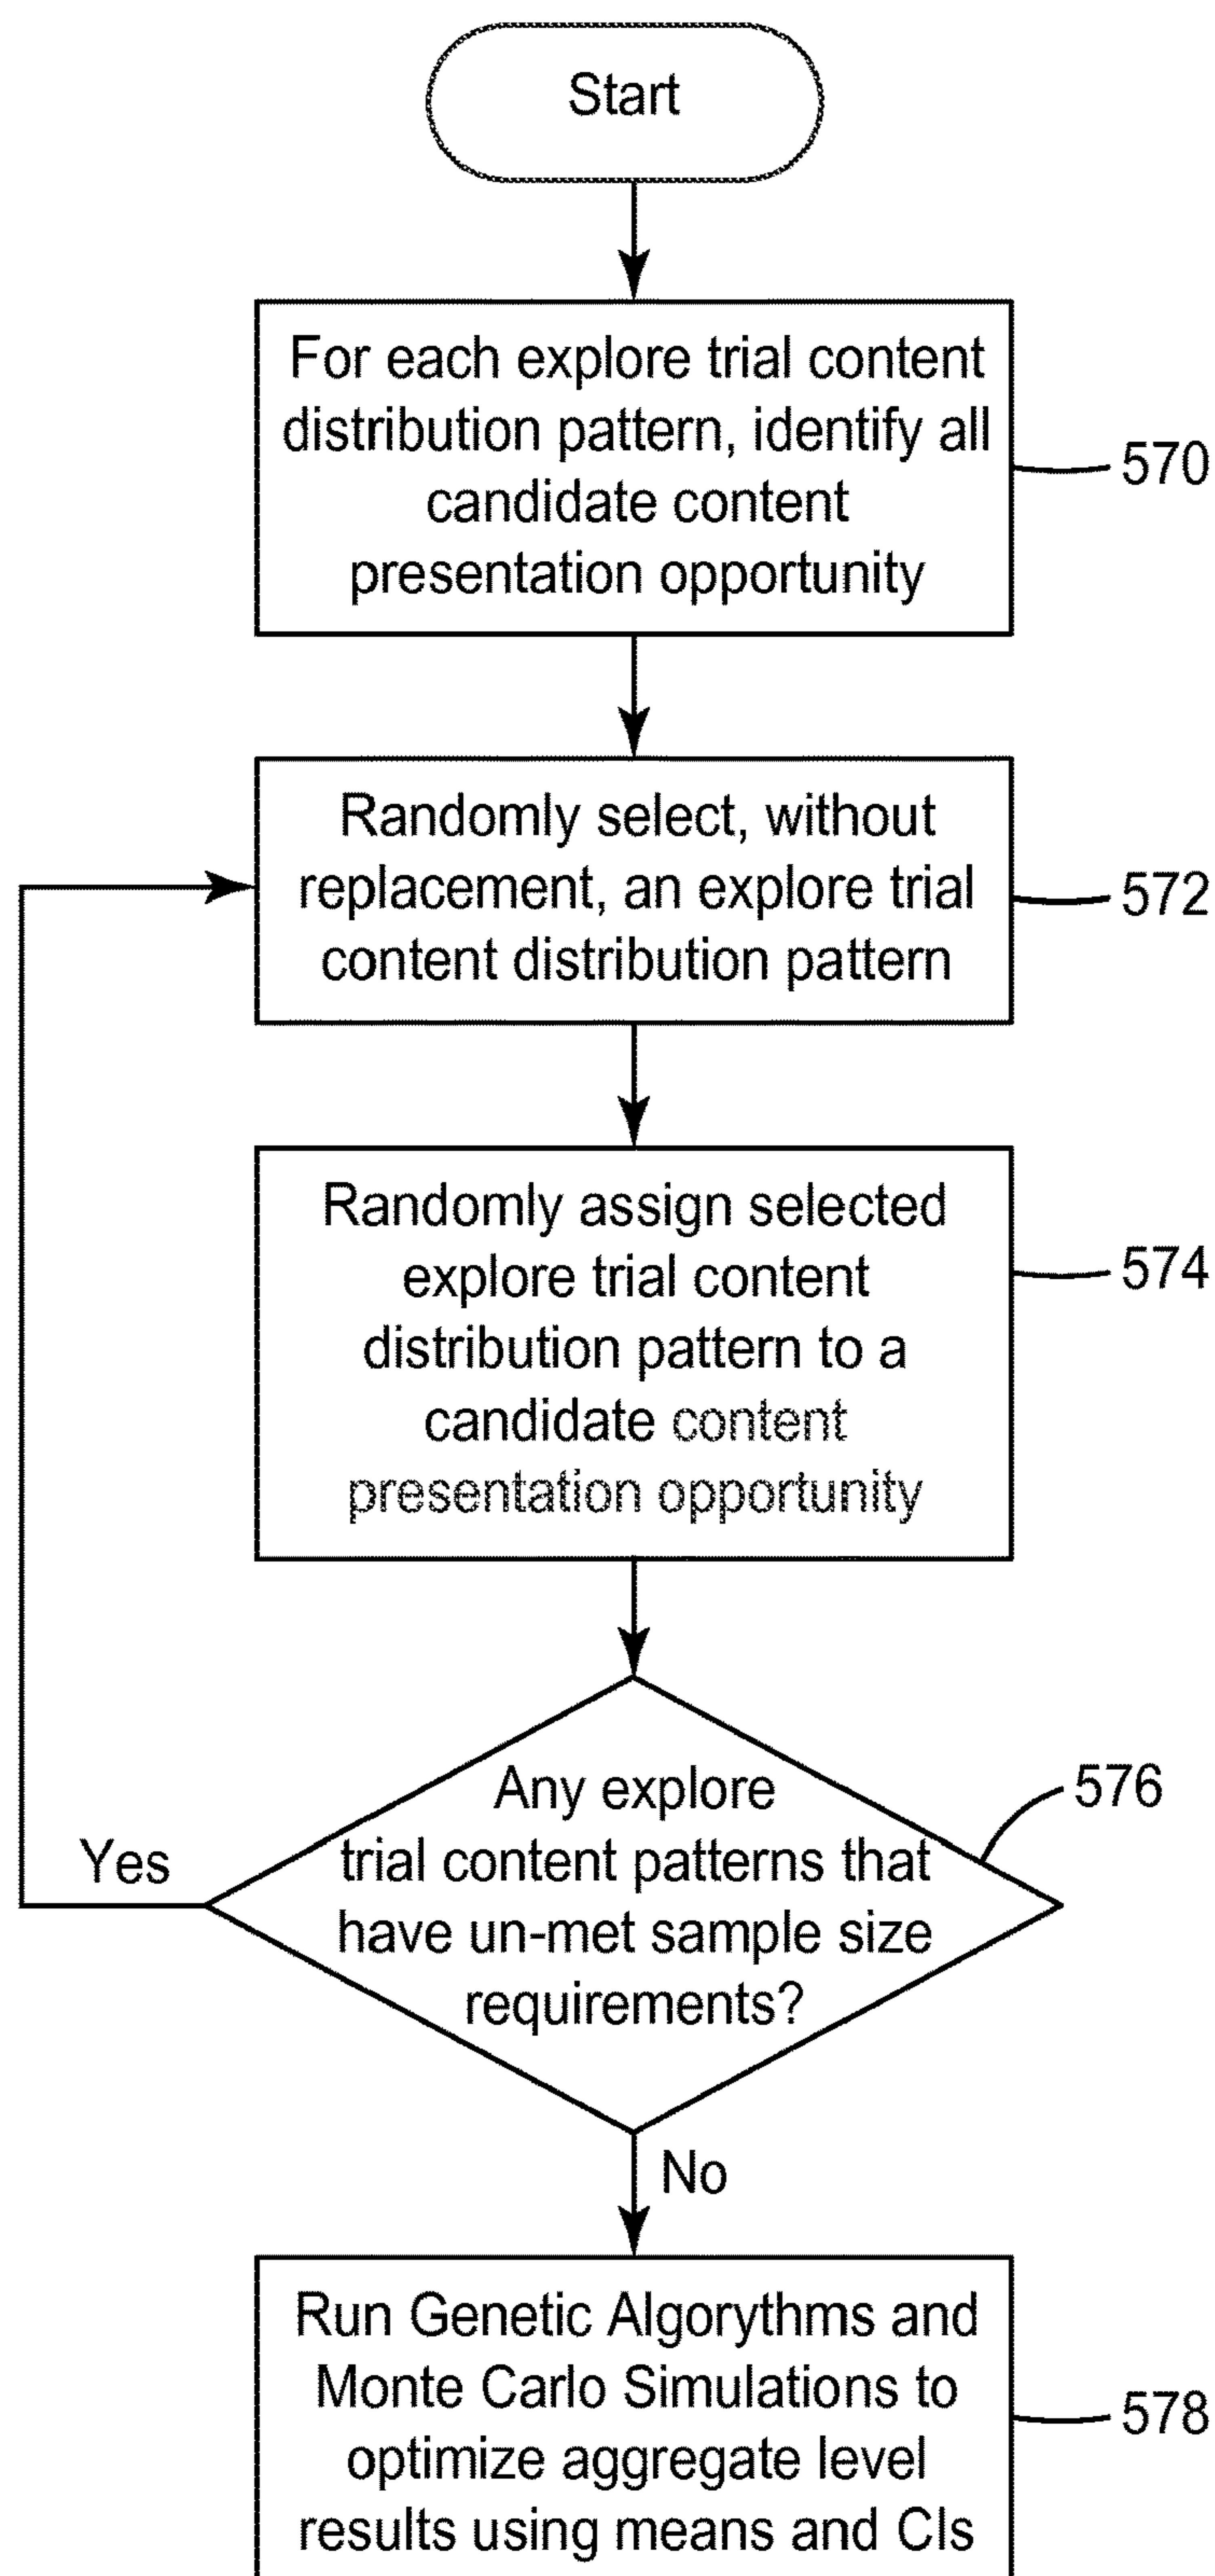 Start
For each explore trial content
distribution pattern, identify all
candidate content
presentation opportunity
570
Randomly select, without
replacement, an explore trial
content distribution pattern
572
Randomly assign selected
explore trial content
distribution pattern to a
candidate content
presentation opportunity
574
Any explore
trial content patterns that
have un-met sample size
requirements?
576
Yes
No
Run Genetic Algorythms and
Monte Carlo Simulations to
optimize aggregate level
results using means and CIs
578